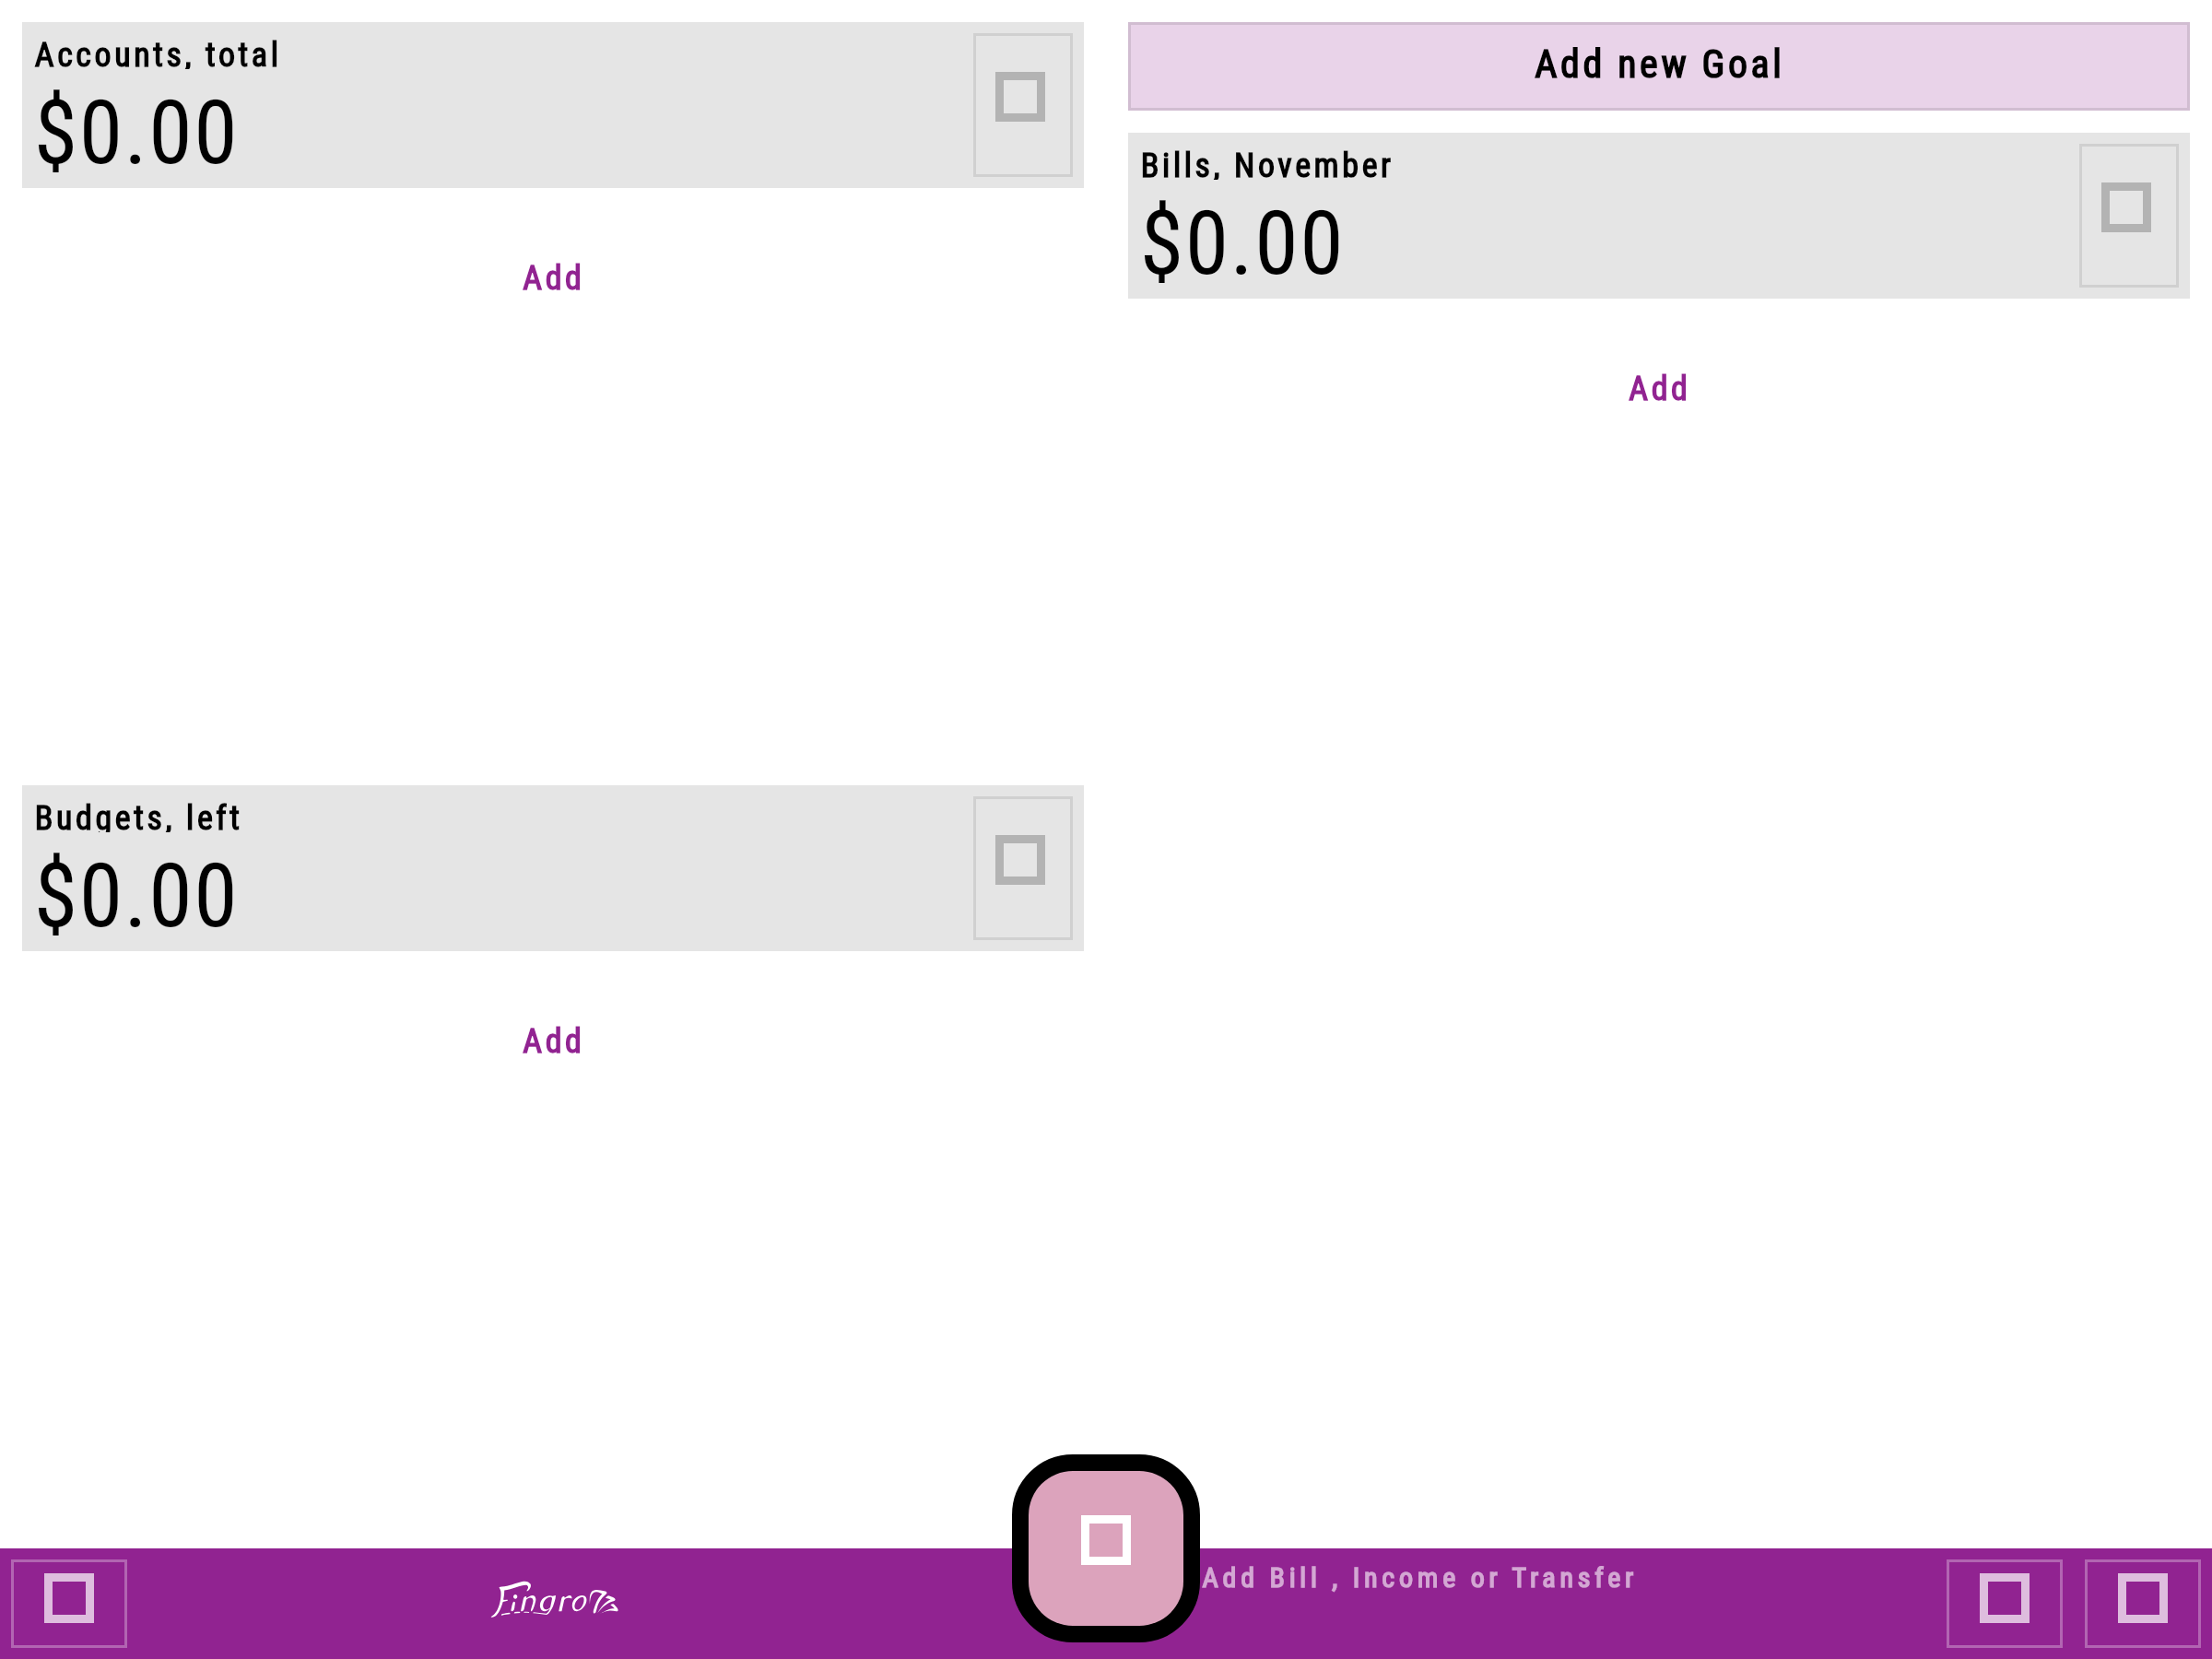 Accounts, total
$0.00
Add
Budgets, left
$0.00
Add
Add new Goal
Bills, November
$0.00
Add
Add Bill , Income or Transfer